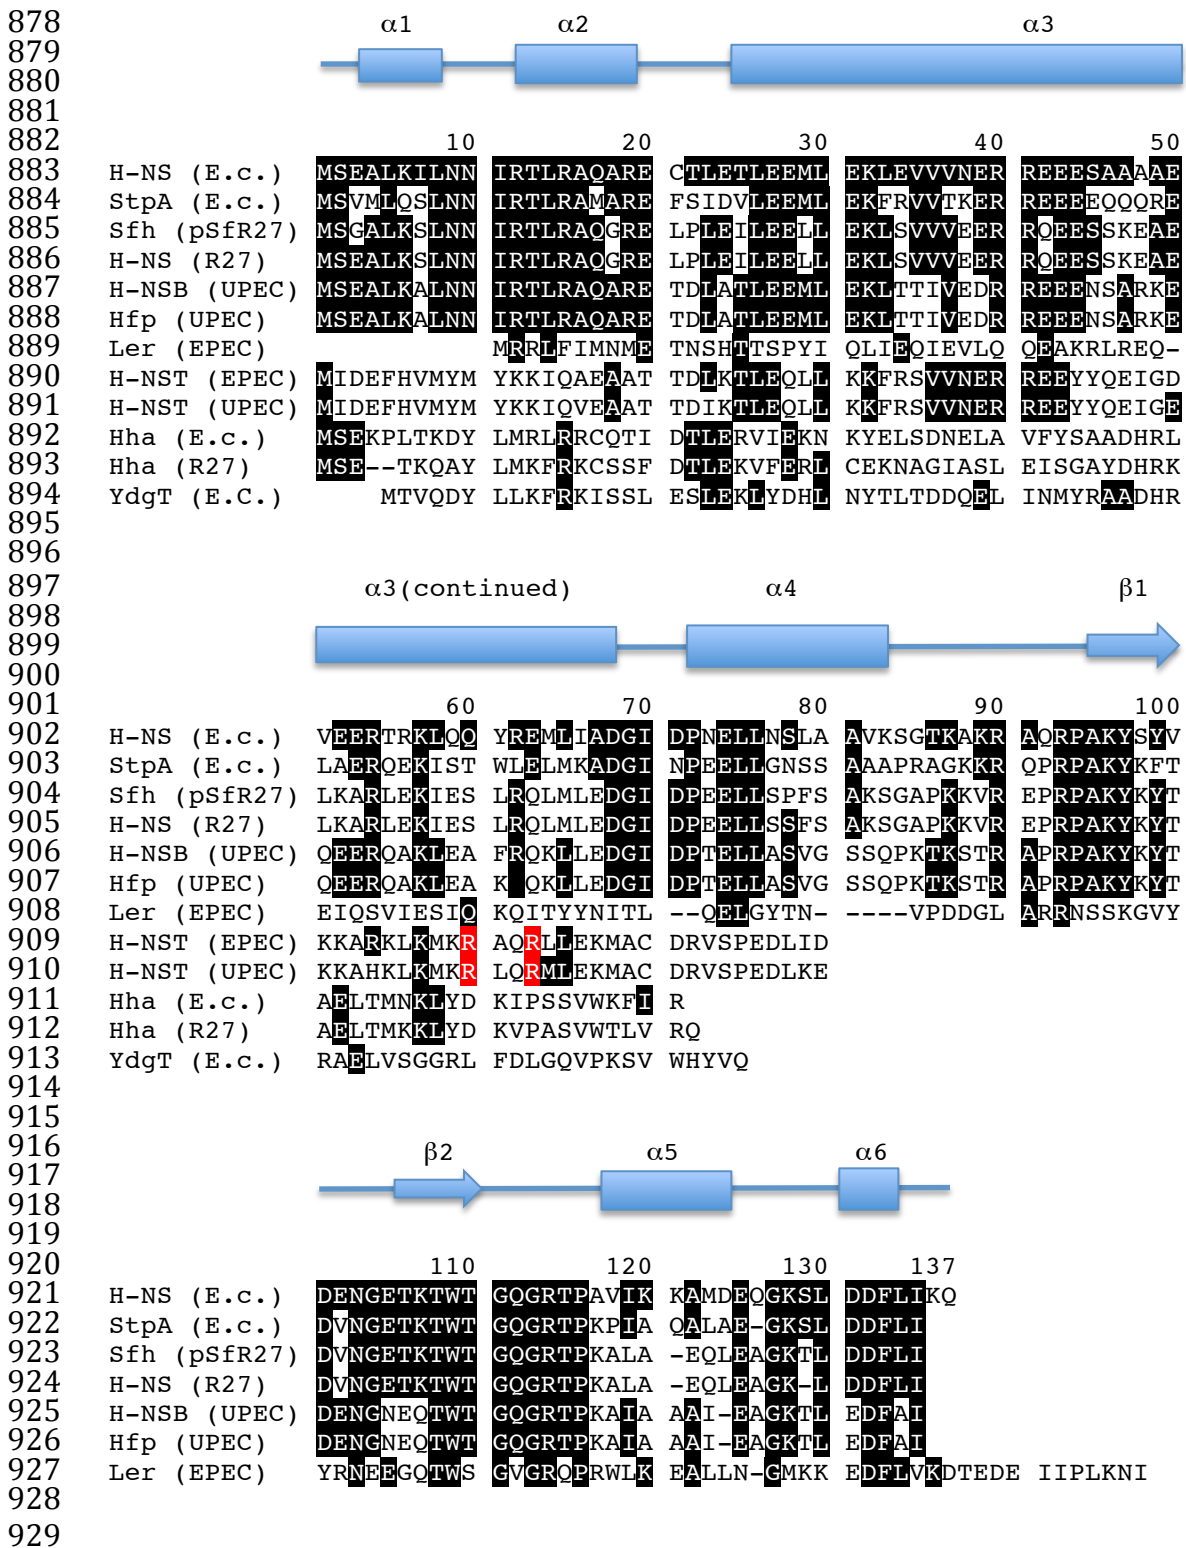 878 α1 α2 α3
879
880
881
882 10 20 30 40 50
883 H-NS (E.c.) MSEALKILNN IRTLRAQARE CTLETLEEML EKLEVVVNER REEESAAAAE
884 StpA (E.c.) MSVMLQSLNN IRTLRAMARE FSIDVLEEML EKFRVVTKER REEEEQQQRE
885 Sfh (pSfR27) MSGALKSLNN IRTLRAQGRE LPLEILEELL EKLSVVVEER RQEESSKEAE
886 H-NS (R27) MSEALKSLNN IRTLRAQGRE LPLEILEELL EKLSVVVEER RQEESSKEAE
887 H-NSB (UPEC) MSEALKALNN IRTLRAQARE TDLATLEEML EKLTTIVEDR REEENSARKE
888 Hfp (UPEC) MSEALKALNN IRTLRAQARE TDLATLEEML EKLTTIVEDR REEENSARKE
889 Ler (EPEC) MRRLFIMNME TNSHTTSPYI QLIEQIEVLQ QEAKRLREQ-
890 H-NST (EPEC) MIDEFHVMYM YKKIQAEAAT TDLKTLEQLL KKFRSVVNER REEYYQEIGD
891 H-NST (UPEC) MIDEFHVMYM YKKIQVEAAT TDIKTLEQLL KKFRSVVNER REEYYQEIGE
892 Hha (E.c.) MSEKPLTKDY LMRLRRCQTI DTLERVIEKN KYELSDNELA VFYSAADHRL
893 Hha (R27) MSE--TKQAY LMKFRKCSSF DTLEKVFERL CEKNAGIASL EISGAYDHRK
894 YdgT (E.C.) MTVQDY LLKFRKISSL ESLEKLYDHL NYTLTDDQEL INMYRAADHR
895
896
897 α3(continued) α4 β1
898
899
900
901 60 70 80 90 100
902 H-NS (E.c.) VEERTRKLQQ YREMLIADGI DPNELLNSLA AVKSGTKAKR AQRPAKYSYV
903 StpA (E.c.) LAERQEKIST WLELMKADGI NPEELLGNSS AAAPRAGKKR QPRPAKYKFT
904 Sfh (pSfR27) LKARLEKIES LRQLMLEDGI DPEELLSPFS AKSGAPKKVR EPRPAKYKYT
905 H-NS (R27) LKARLEKIES LRQLMLEDGI DPEELLSSFS AKSGAPKKVR EPRPAKYKYT
906 H-NSB (UPEC) QEERQAKLEA FRQKLLEDGI DPTELLASVG SSQPKTKSTR APRPAKYKYT
907 Hfp (UPEC) QEERQAKLEA K QKLLEDGI DPTELLASVG SSQPKTKSTR APRPAKYKYT
908 Ler (EPEC) EIQSVIESIQ KQITYYNITL --QELGYTN- ----VPDDGL ARRNSSKGVY
909 H-NST (EPEC) KKARKLKMKR AQRLLEKMAC DRVSPEDLID
910 H-NST (UPEC) KKAHKLKMKR LQRMLEKMAC DRVSPEDLKE
911 Hha (E.c.) AELTMNKLYD KIPSSVWKFI R
912 Hha (R27) AELTMKKLYD KVPASVWTLV RQ
913 YdgT (E.c.) RAELVSGGRL FDLGQVPKSV WHYVQ
914
915
916 β2 α5 α6
917
918
919
920 110 120 130 137
921 H-NS (E.c.) DENGETKTWT GQGRTPAVIK KAMDEQGKSL DDFLIKQ
922 StpA (E.c.) DVNGETKTWT GQGRTPKPIA QALAE-GKSL DDFLI
923 Sfh (pSfR27) DVNGETKTWT GQGRTPKALA -EQLEAGKTL DDFLI
924 H-NS (R27) DVNGETKTWT GQGRTPKALA -EQLEAGK-L DDFLI
925 H-NSB (UPEC) DENGNEQTWT GQGRTPKAIA AAI-EAGKTL EDFAI
926 Hfp (UPEC) DENGNEQTWT GQGRTPKAIA AAI-EAGKTL EDFAI
927 Ler (EPEC) YRNEEGQTWS GVGRQPRWLK EALLN-GMKK EDFLVKDTEDE IIPLKNI
928
929